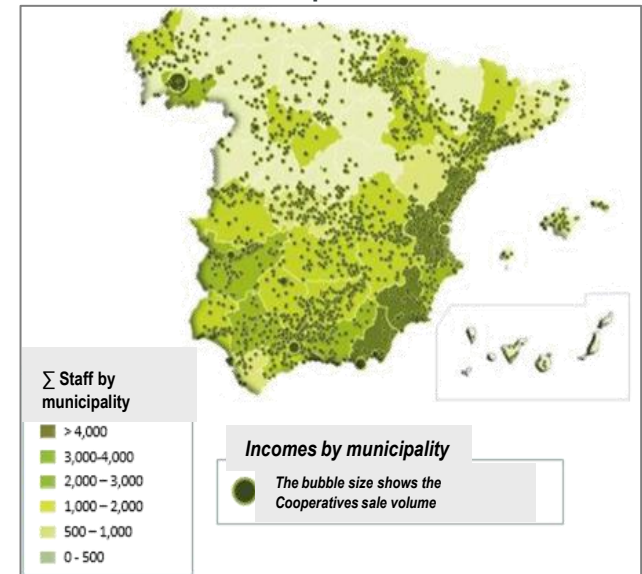 ∑ Staff by
municipality
> 4,000
3,000-4,000
2,000 – 3,000
1,000 – 2,000
500 – 1,000
0 - 500
Incomes by municipality
The bubble size shows the
Cooperatives sale volume